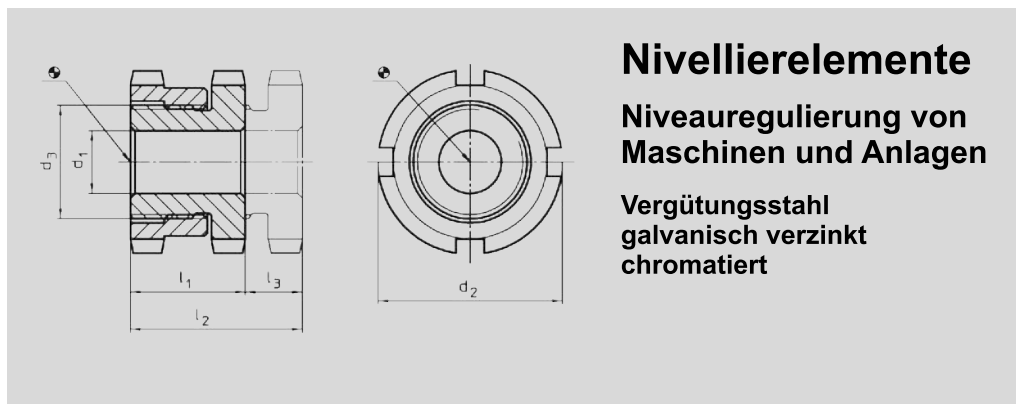 Nivellierelemente
Niveauregulierung von
Maschinen und Anlagen
Vergütungsstahl
galvanisch verzinkt
chromatiert
d3
d1
l1
l3
l2
d2